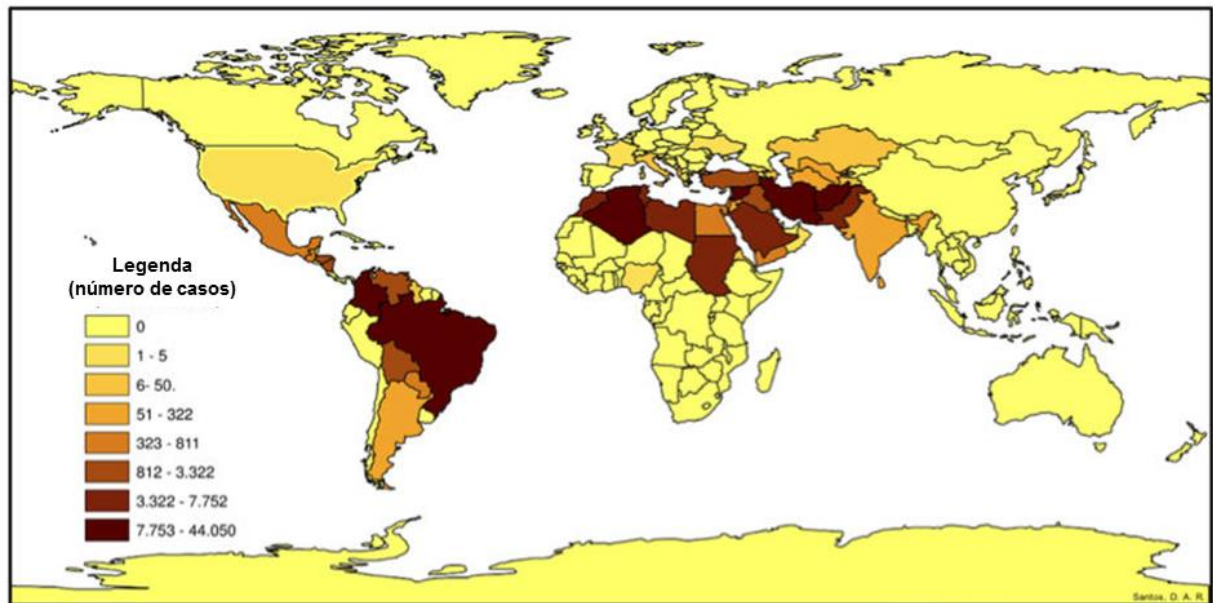 Legenda
(número de casos)
0
1 - 5
6- 50.
51 - 322
323 - 811
812 - 3.322
3.322 - 7.752
7.753 - 44.050
Santos, D. A. R.